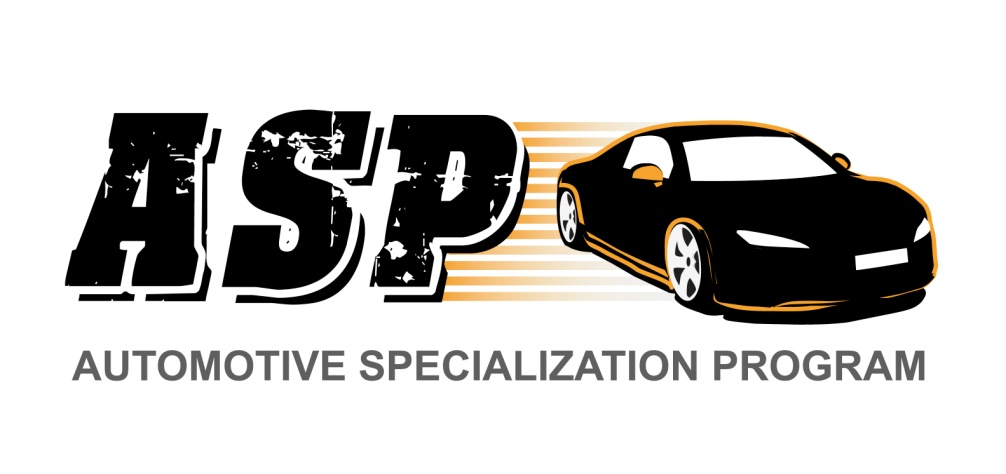 ASP
AUTOMOTIVE SPECIALIZATION PROGRAM